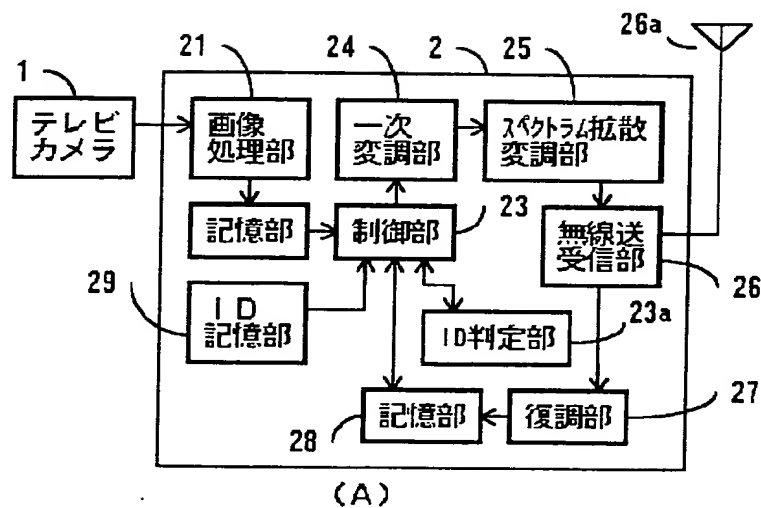 21
24
2
25
26a
1
テレビ
カメラ
画像
処理部
一次
変調部
スペクトラム拡散
変調部
記憶部
制御部
23
無線送
受信部
26
29
ID
記憶部
ID判定部
23a
記憶部
28
復調部
27
(A)